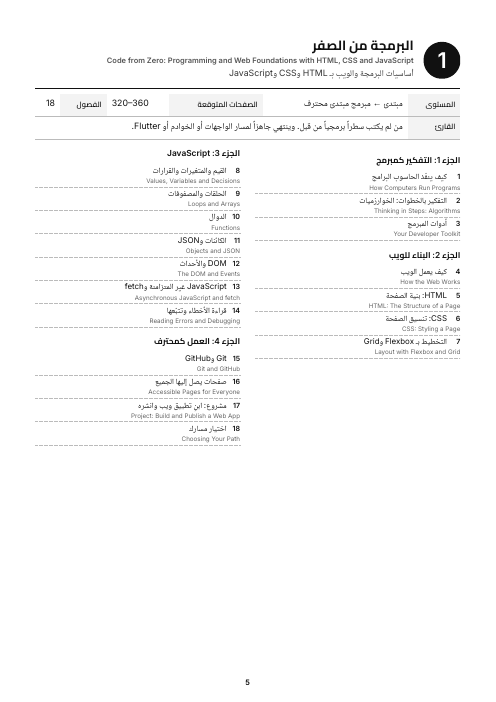 1
البرمجة من الصفر
Code from Zero: Programming and Web Foundations with HTML, CSS and JavaScript
أساسيات البرمجة والويب بـ HTML وCSS وJavaScript
المستوى مبتدئ ← مبرمج مبتدئ محترف الصفحات المتوقعة 320–360 الفصول 18
القارئ من لم يكتب سطراً برمجياً من قبل. وينتهي جاهزاً لمسار الواجهات أو الخوادم أو Flutter.
الجزء 1: التفكير كمبرمج
1 كيف ينفذ الحاسوب البرامج
How Computers Run Programs
2 التفكير بالخطوات: الخوارزميات
Thinking in Steps: Algorithms
3 أدوات المبرمج
Your Developer Toolkit
الجزء 2: البناء للويب
4 كيف يعمل الويب
How the Web Works
5 HTML: بنية الصفحة
HTML: The Structure of a Page
6 CSS: تنسيق الصفحة
CSS: Styling a Page
7 التخطيط بـ Flexbox وGrid
Layout with Flexbox and Grid
الجزء 3: JavaScript
8 القيم والمتغيرات والقرارات
Values, Variables and Decisions
9 الحلقات والمصفوفات
Loops and Arrays
10 الدوال
Functions
11 الكائنات وJSON
Objects and JSON
12 DOM والأحداث
The DOM and Events
13 JavaScript غير المتزامنة وfetch
Asynchronous JavaScript and fetch
14 قراءة الأخطاء وتتبّعها
Reading Errors and Debugging
الجزء 4: العمل كمحترف
15 Git وGitHub
Git and GitHub
16 صفحات يصل إليها الجميع
Accessible Pages for Everyone
17 مشروع: ابنِ تطبيق ويب وانشره
Project: Build and Publish a Web App
18 اختيار مسارك
Choosing Your Path
5